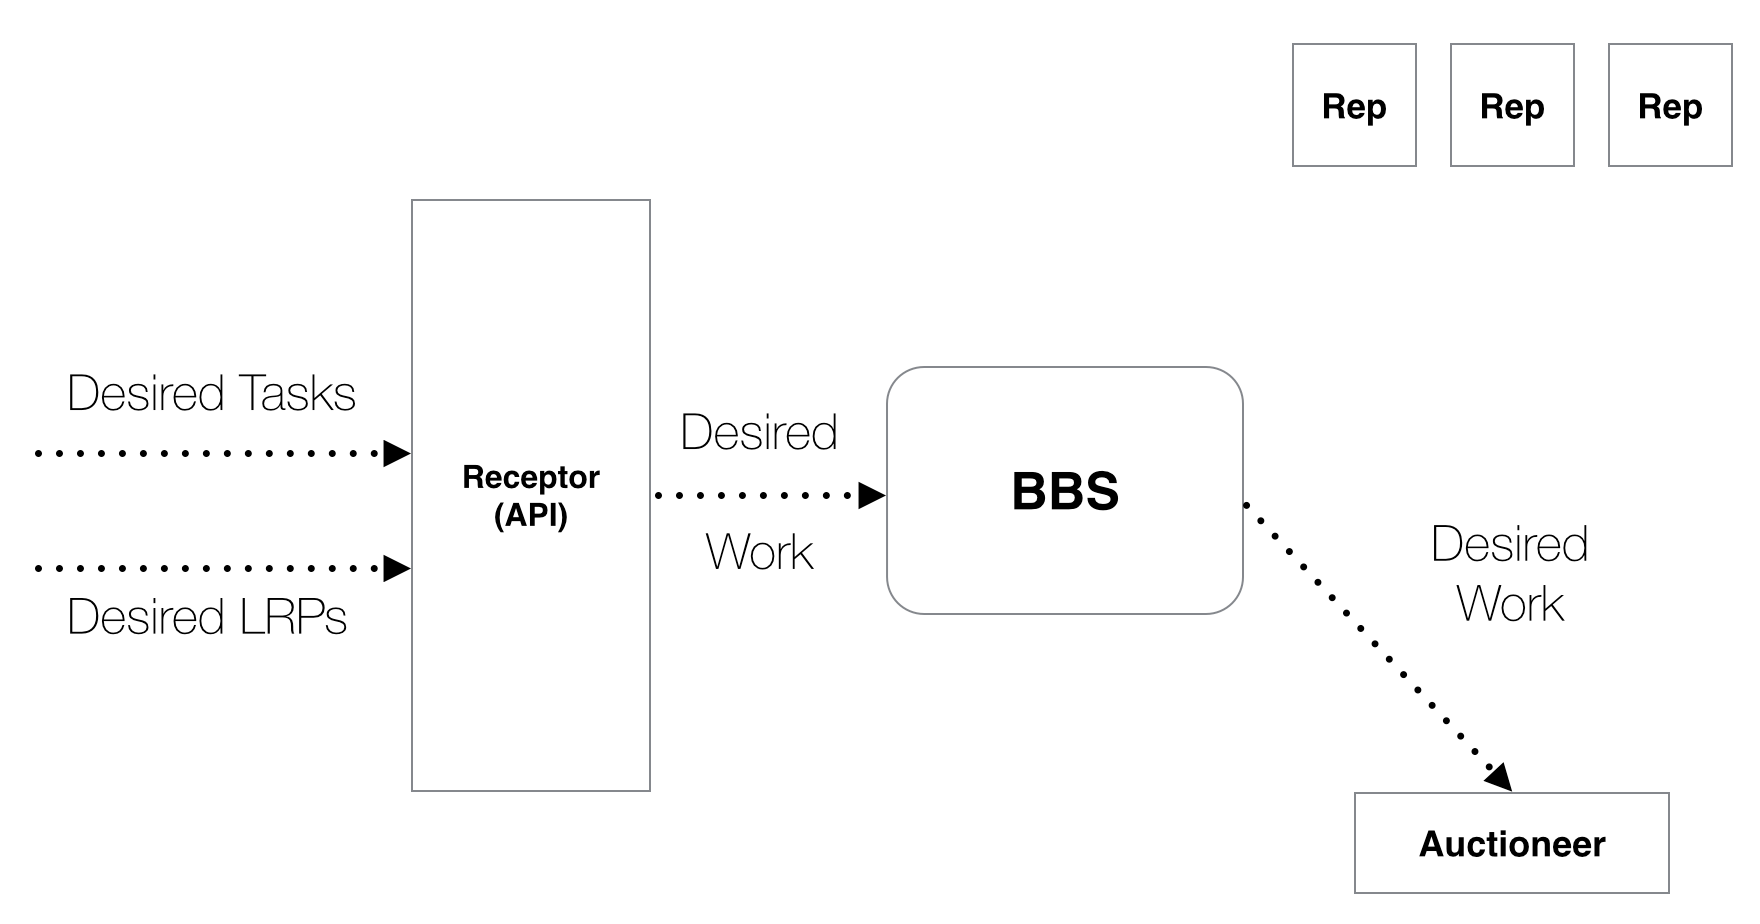 Rep
Rep
Rep
Desired Tasks
Desired LRPs
Receptor
(API)
Desired
Work
BBS
Desired
Work
Auctioneer